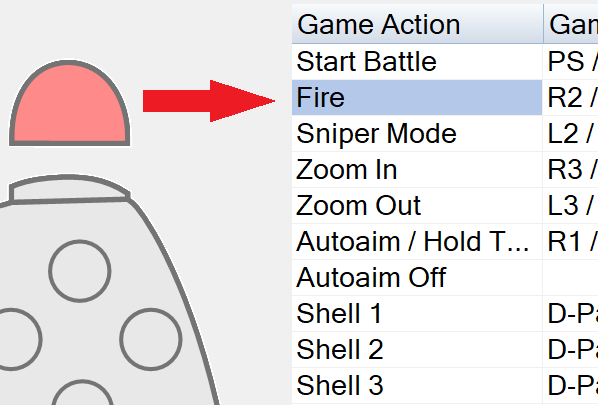 Game Action Gam
Start Battle PS /
Fire R2 /
Sniper Mode L2 /
Zoom In R3 /
Zoom Out L3 /
Autoaim / Hold T... R1 /
Autoaim Off
Shell 1 D-Pa
Shell 2 D-Pa
Shell 3 D-Pa